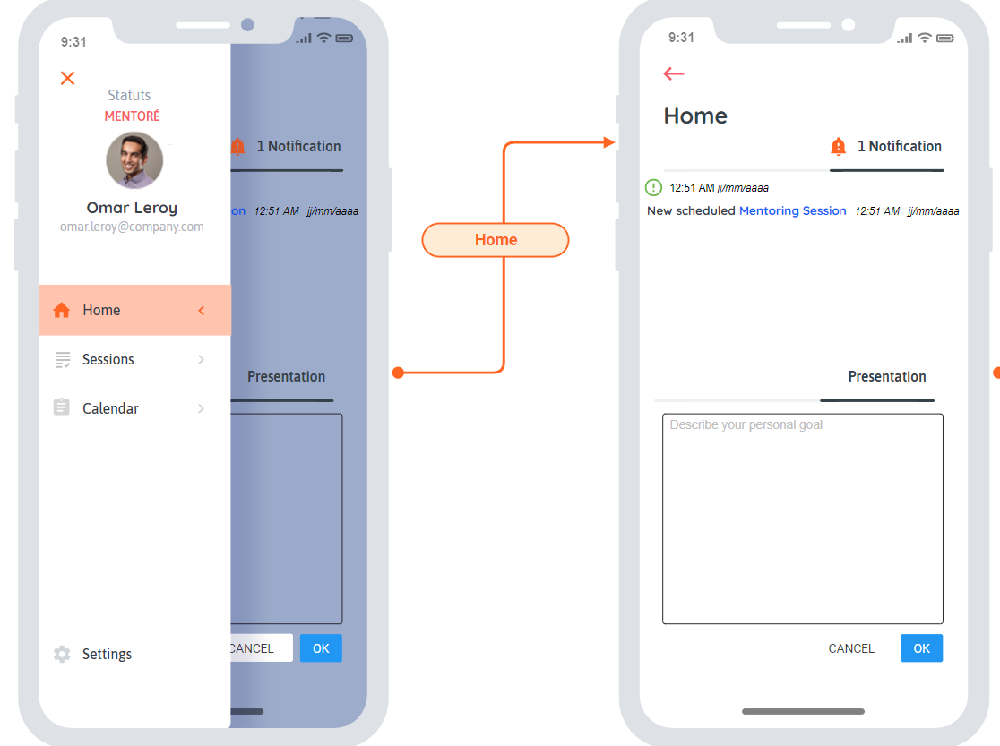 9:31
Statuts
MENTORÉ
Omar Leroy
omar.leroy@company.com
Home
Sessions
Calendar
Settings
1 Notification
on 12:51 AM jj/mm/aaaa
Presentation
CANCEL
OK
Home
9:31
Home
1 Notification
12:51 AM jj/mm/aaaa
New scheduled Mentoring Session 12:51 AM jj/mm/aaaa
Presentation
Describe your personal goal
CANCEL
OK